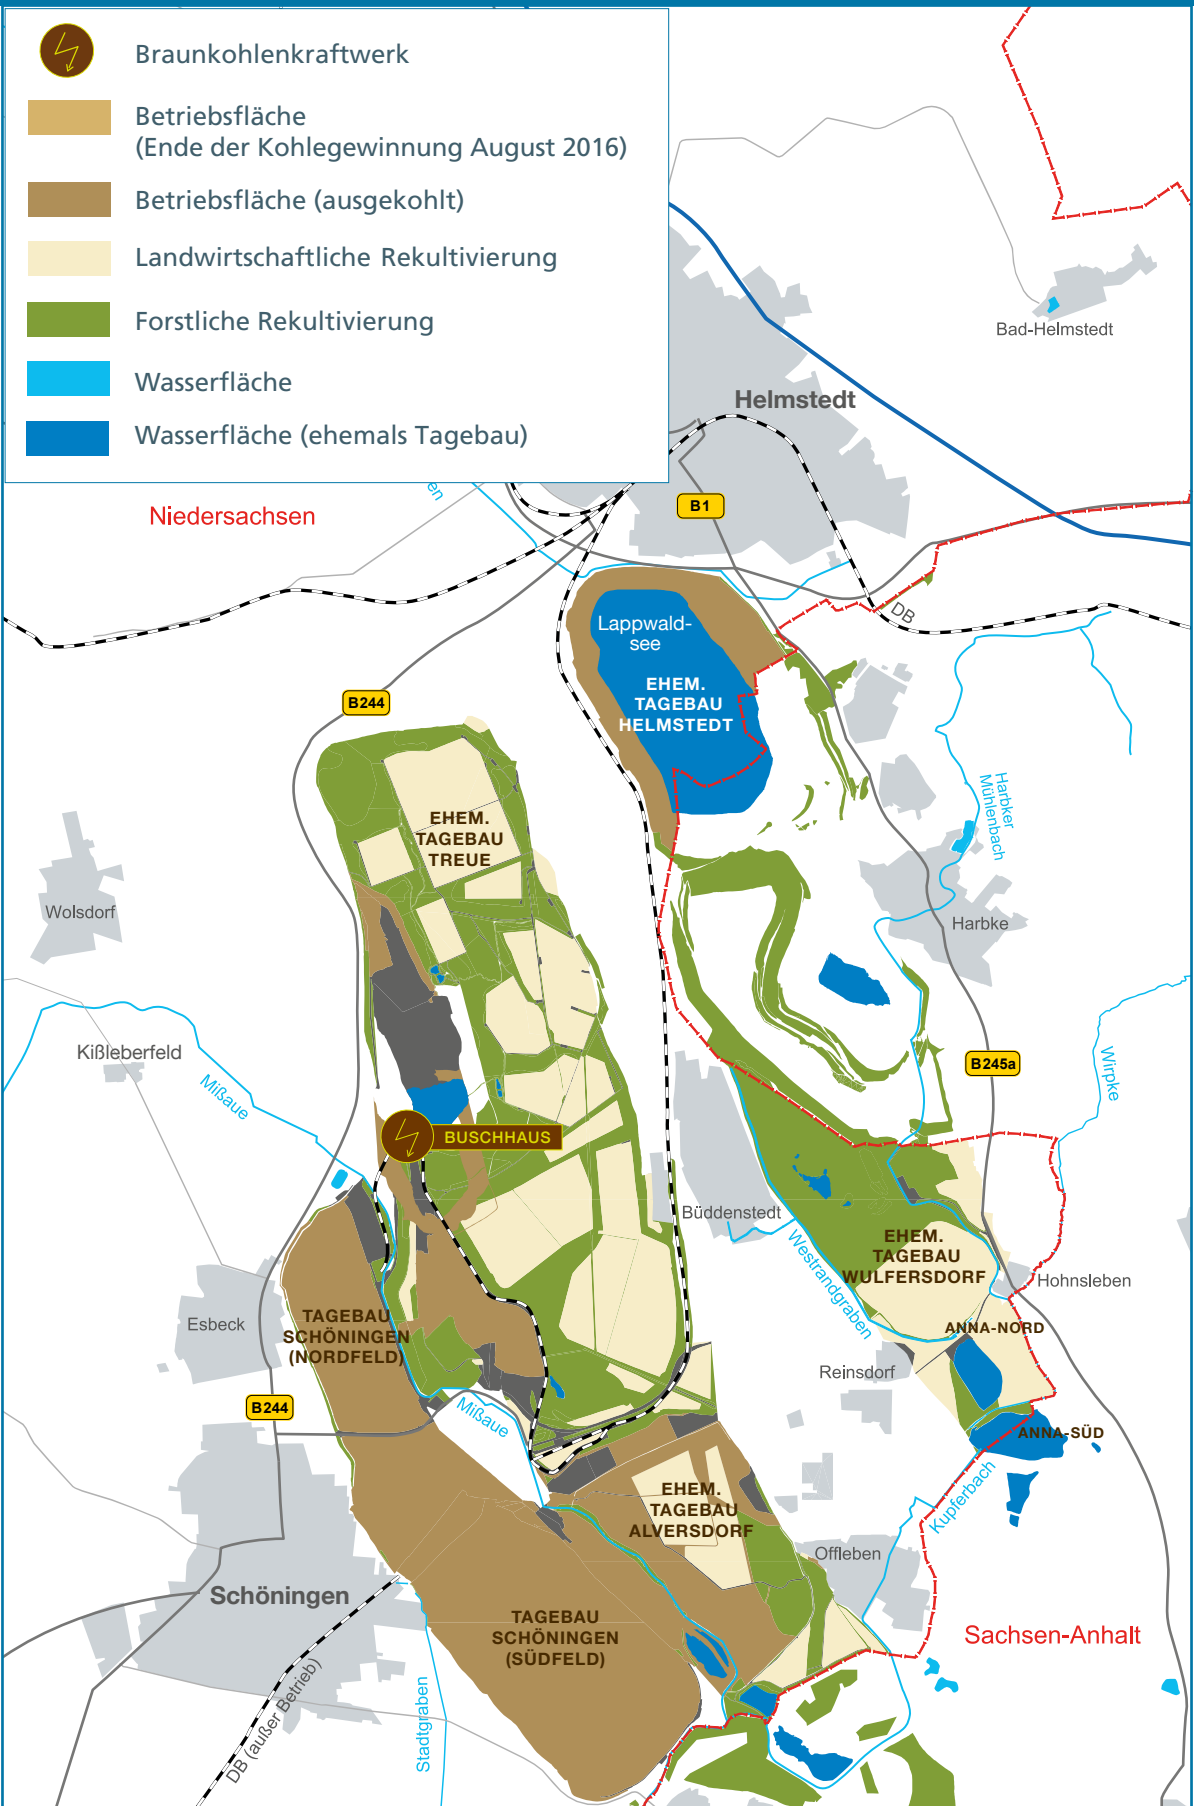 Braunkohlenkraftwerk
Betriebsfläche
(Ende der Kohlegewinnung August 2016)
Betriebsfläche (ausgekohlt)
Landwirtschaftliche Rekultivierung
Forstliche Rekultivierung
Wasserfläche
Wasserfläche (ehemals Tagebau)
Bad-Helmstedt
Helmstedt
en
B1
Niedersachsen
DB
Lappwald-
see
EHEM.
TAGEBAU
HELMSTEDT
B244
Harbker
Mühlenbach
EHEM.
TAGEBAU
TREUE
Wolsdorf
Harbke
Kißleberfeld
Mißaue
B245a
Wirpke
BUSCHHAUS
Büddenstedt
Westrandgraben
EHEM.
TAGEBAU
WULFERSDORF
Hohnsleben
Esbeck
TAGEBAU
SCHÖNINGEN
(NORDFELD)
ANNA-NORD
Reinsdorf
B244
Mißaue
ANNA-SÜD
Kupferbach
EHEM.
TAGEBAU
ALVERSDORF
Offleben
Schöningen
TAGEBAU
SCHÖNINGEN
(SÜDFELD)
Sachsen-Anhalt
DB (außer Betrieb)
Stadtgraben